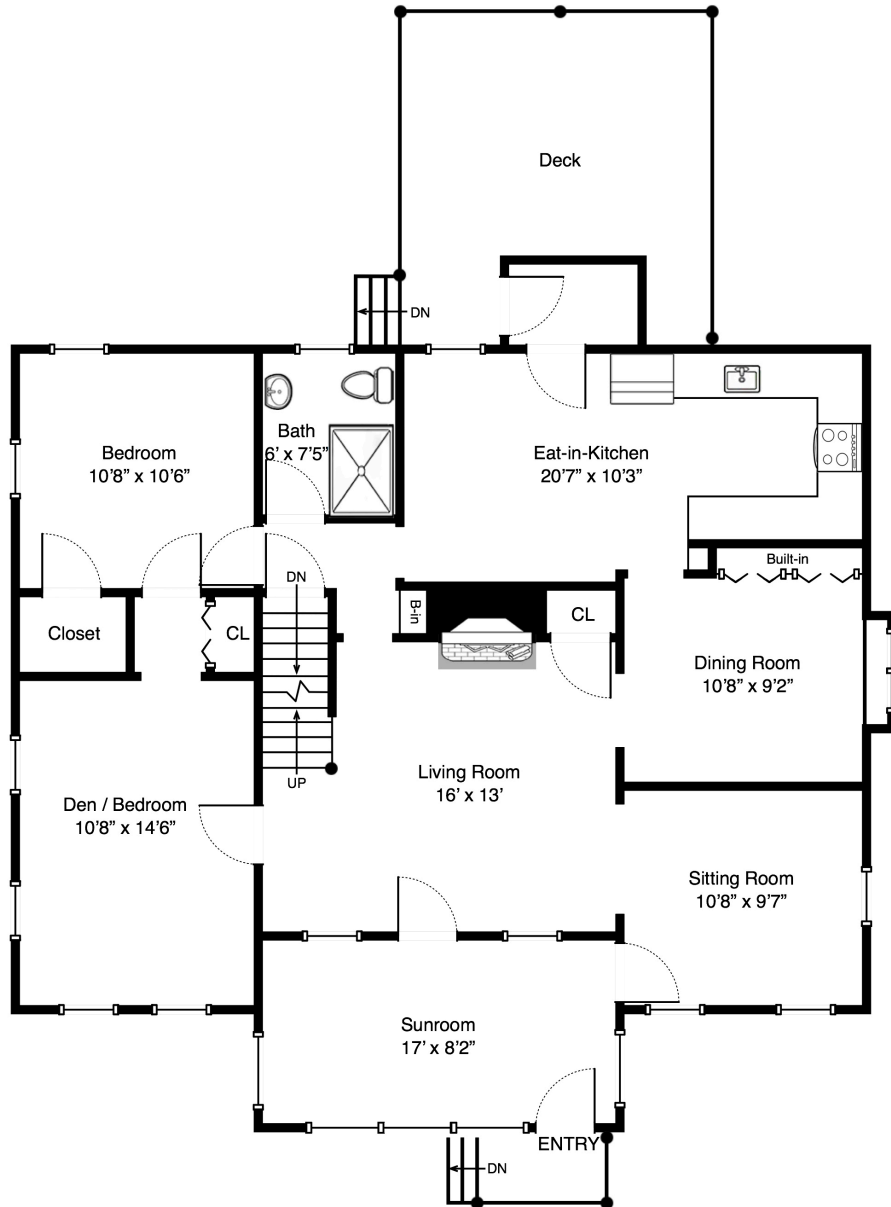 Deck
DN
Bedroom
10’8” x 10’6”
Bath
6’ x 7’5”
Eat-in-Kitchen
20’7” x 10’3”
Built-in
DN
Closet
CL
B-in
CL
Dining Room
10’8” x 9’2”
UP
Living Room
16’ x 13’
Den / Bedroom
10’8” x 14’6”
Sitting Room
10’8” x 9’7”
Sunroom
17’ x 8’2”
ENTRY
DN